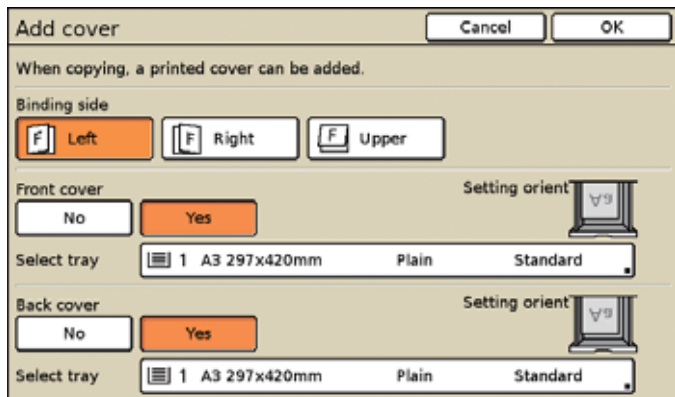 Add cover
Cancel
OK
When copying, a printed cover can be added.
Binding side
F Left
F Right
F Upper
Front cover
Setting orient
No
Yes
Select tray
1 A3 297x420mm Plain Standard
Back cover
Setting orient
No
Yes
Select tray
1 A3 297x420mm Plain Standard